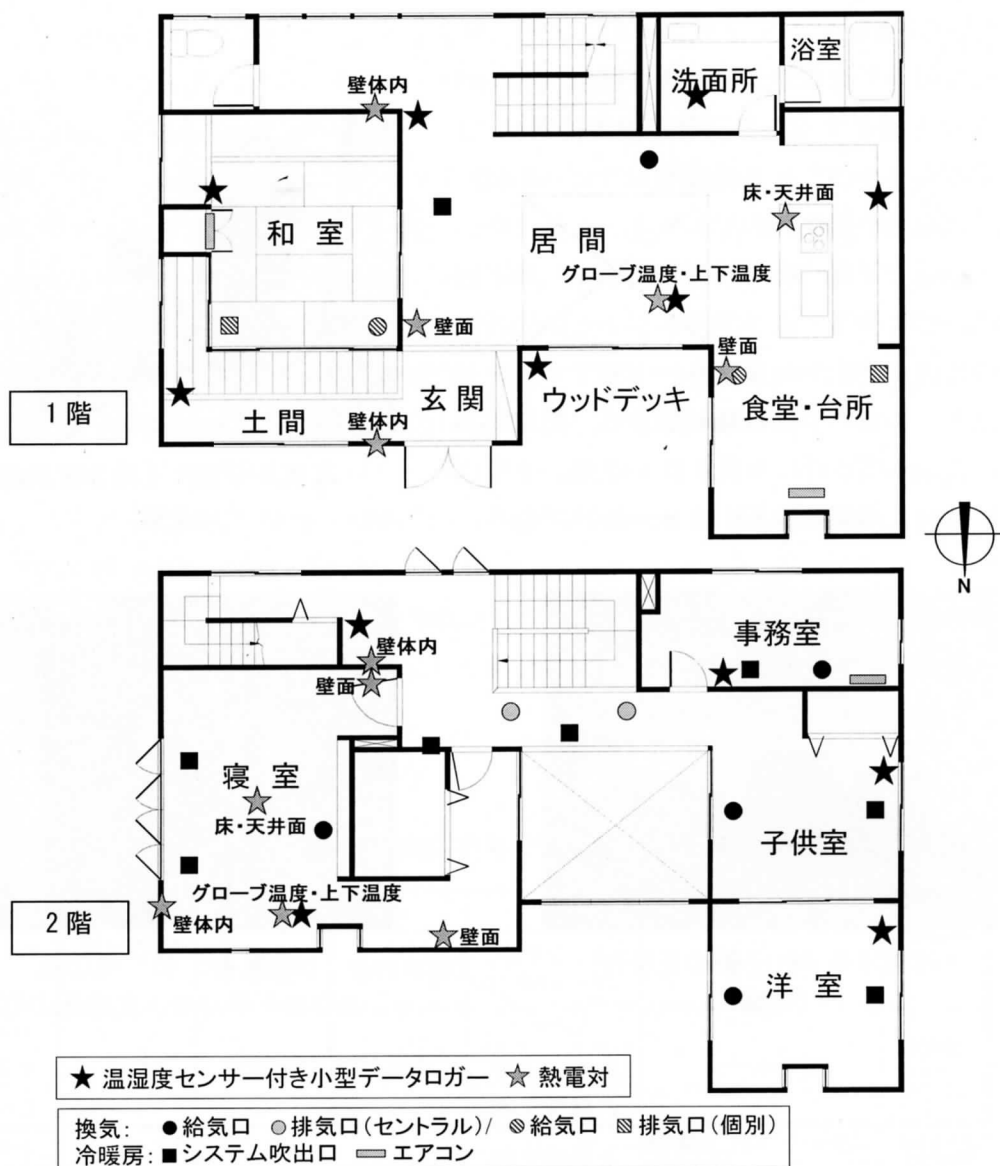 浴室
洗面所
壁体内
床・天井面
和室
居間
グローブ温度・上下温度
壁面
壁面
1階
土間
玄関
ウッドデッキ
食堂・台所
壁体内
N
事務室
壁体内
壁面
寝室
床・天井面
子供室
グローブ温度・上下温度
2階
壁体内
壁面
洋室
★温湿度センサー付き小型データロガー ★熱電対
換気: ●給気口 ●排気口(セントラル)/ 給気口 排気口(個別)
冷暖房: ■システム吹出口 エアコン